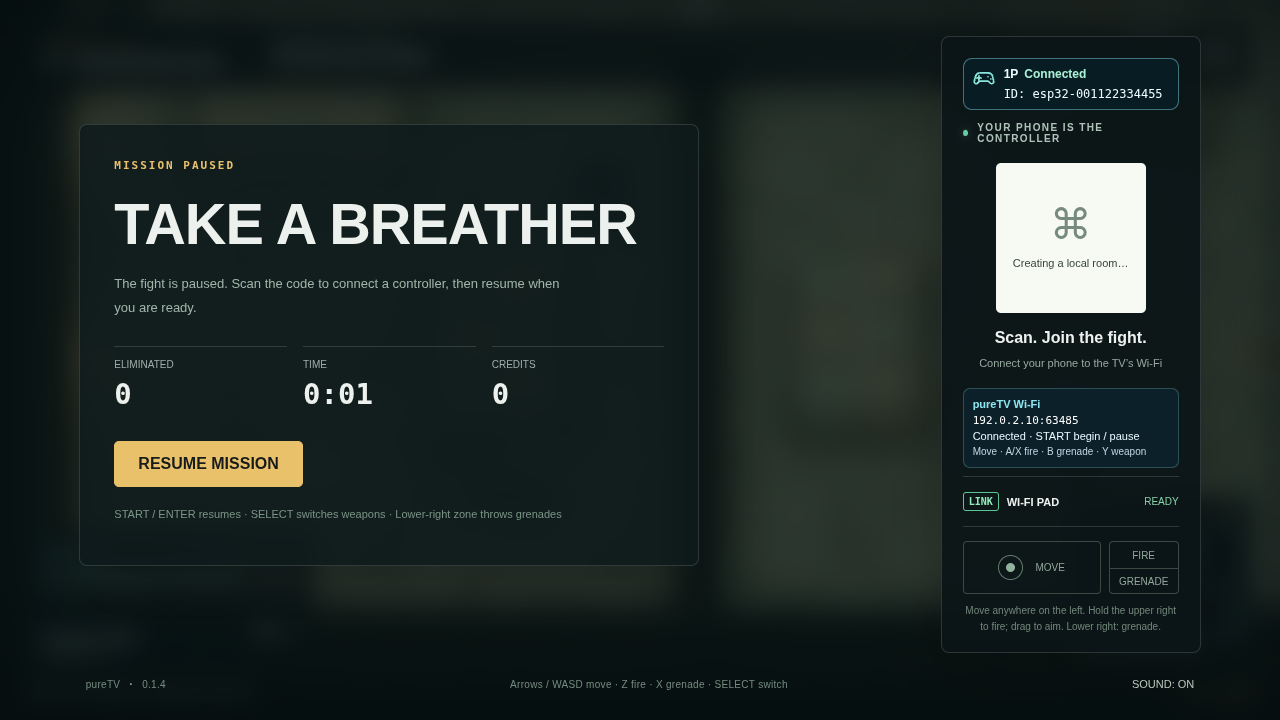 MISSION PAUSED
TAKE A BREATHER
The fight is paused. Scan the code to connect a controller, then resume when
you are ready.
ELIMINATED
0
TIME
0:01
CREDITS
0
RESUME MISSION
START / ENTER resumes · SELECT switches weapons · Lower-right zone throws grenades
1P Connected
ID: esp32-001122334455
YOUR PHONE IS THE
CONTROLLER
⌘
Creating a local room…
Scan. Join the fight.
Connect your phone to the TV's Wi-Fi
pureTV Wi-Fi
192.0.2.10:63485
Connected · START begin / pause
Move · A/X fire · B grenade · Y weapon
LINK WI-FI PAD READY
MOVE
FIRE
GRENADE
Move anywhere on the left. Hold the upper right
to fire; drag to aim. Lower right: grenade.
pureTV · 0.1.4
Arrows / WASD move · Z fire · X grenade · SELECT switch
SOUND: ON